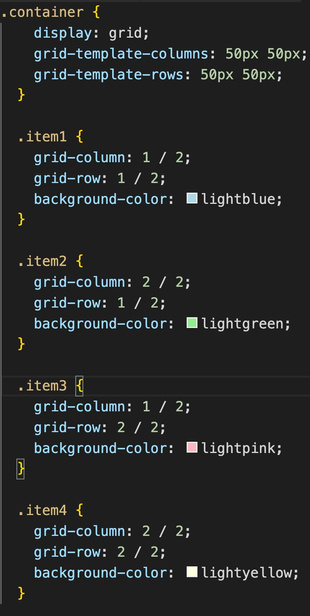 .container {
display: grid;
grid-template-columns: 50px 50px;
grid-template-rows: 50px 50px;
}
.item1 {
grid-column: 1 / 2;
grid-row: 1 / 2;
background-color: lightblue;
}
.item2 {
grid-column: 2 / 2;
grid-row: 1 / 2;
background-color: lightgreen;
}
.item3 {
grid-column: 1 / 2;
grid-row: 2 / 2;
background-color: lightpink;
}
.item4 {
grid-column: 2 / 2;
grid-row: 2 / 2;
background-color: lightyellow;
}